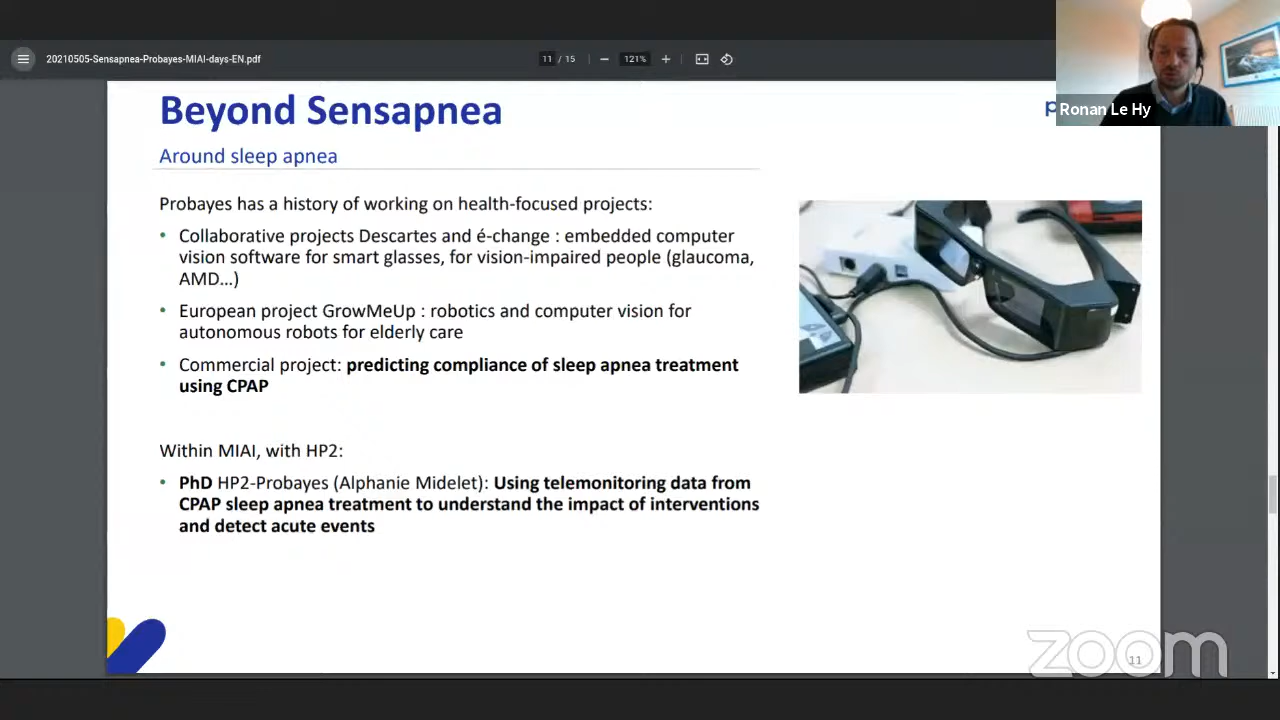 20210505-Sensapnea-Probayes-MIAI-days-EN.pdf
11 / 15
121%
Ronan Le Hy
Beyond Sensapnea
Around sleep apnea
Probayes has a history of working on health-focused projects:
• Collaborative projects Descartes and é-change : embedded computer
vision software for smart glasses, for vision-impaired people (glaucoma,
AMD…)
• European project GrowMeUp : robotics and computer vision for
autonomous robots for elderly care
• Commercial project: predicting compliance of sleep apnea treatment
using CPAP
Within MIAI, with HP2:
• PhD HP2-Probayes (Alphanie Midelet): Using telemonitoring data from
CPAP sleep apnea treatment to understand the impact of interventions
and detect acute events
zoom
11